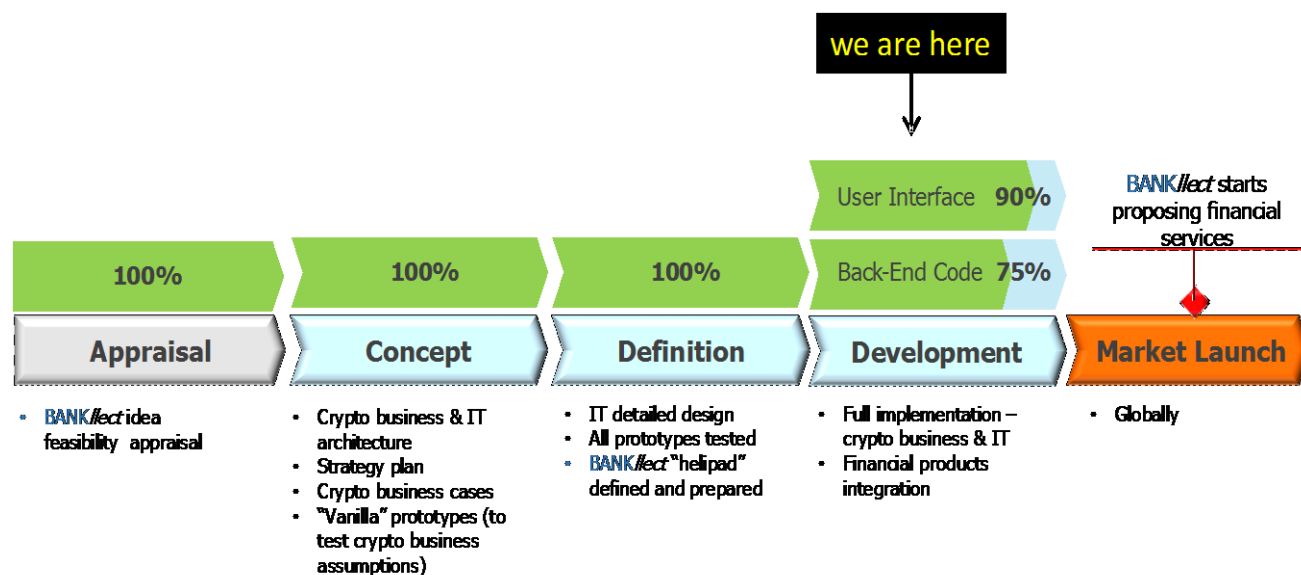 we are here
User Interface 90%
BANKllect starts
proposing financial
services
100%
100%
100%
Back-End Code 75%
Appraisal
Concept
Definition
Development
Market Launch
• BANKllect idea
feasibility appraisal
• Crypto business & IT
architecture
• Strategy plan
• Crypto business cases
• "Vanilla" prototypes (to
test crypto business
assumptions)
• IT detailed design
• All prototypes tested
• BANKllect "helipad"
defined and prepared
• Full implementation –
crypto business & IT
• Financial products
integration
• Globally